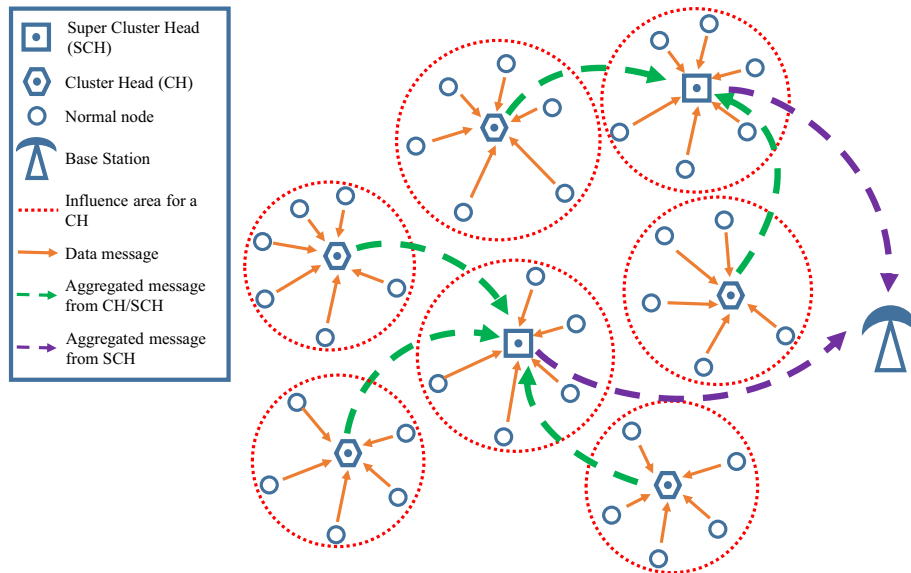 Super Cluster Head
(SCH)
Cluster Head (CH)
Normal node
Base Station
Influence area for a
CH
Data message
Aggregated message
from CH/SCH
Aggregated message
from SCH